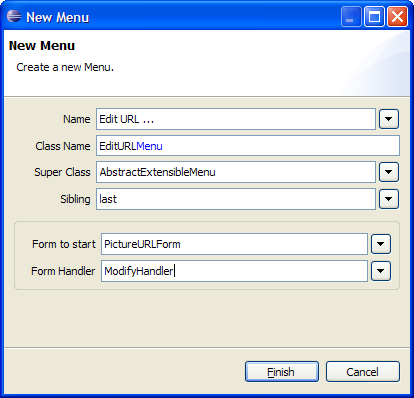 New Menu
New Menu
Create a new Menu.
Name Edit URL ...
Class Name EditURLMenu
Super Class AbstractExtensibleMenu
Sibling last
Form to start PictureURLForm
Form Handler ModifyHandler
Finish Cancel